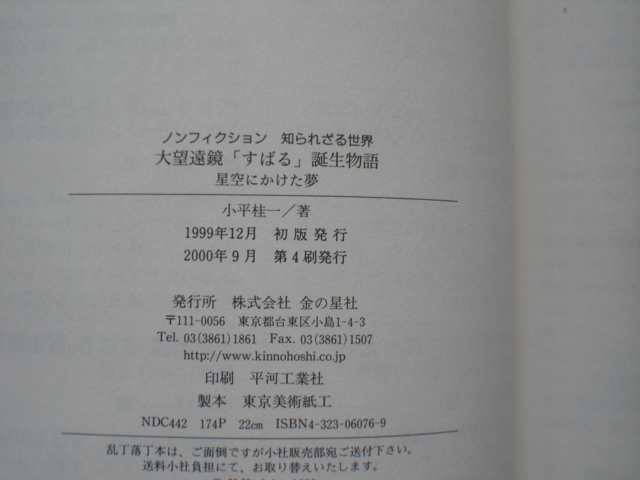 ノンフィクション 知られざる世界
大望遠鏡「すばる」誕生物語
星空にかけた夢
小平桂一／著
1999年12月 初版発行
2000年9月 第4刷発行
発行所 株式会社 金の星社
〒111-0056 東京都台東区小島1-4-3
Tel. 03(3861)1861 Fax. 03(3861)1507
http://www.kinnohoshi.co.jp
印刷 平河工業社
製本 東京美術紙工
NDC442 174P 22cm ISBN4-323-06076-9
乱丁落丁本は、ご面倒ですが小社販売部宛ご送付下さい。
送料小社負担にて、お取り替えいたします。